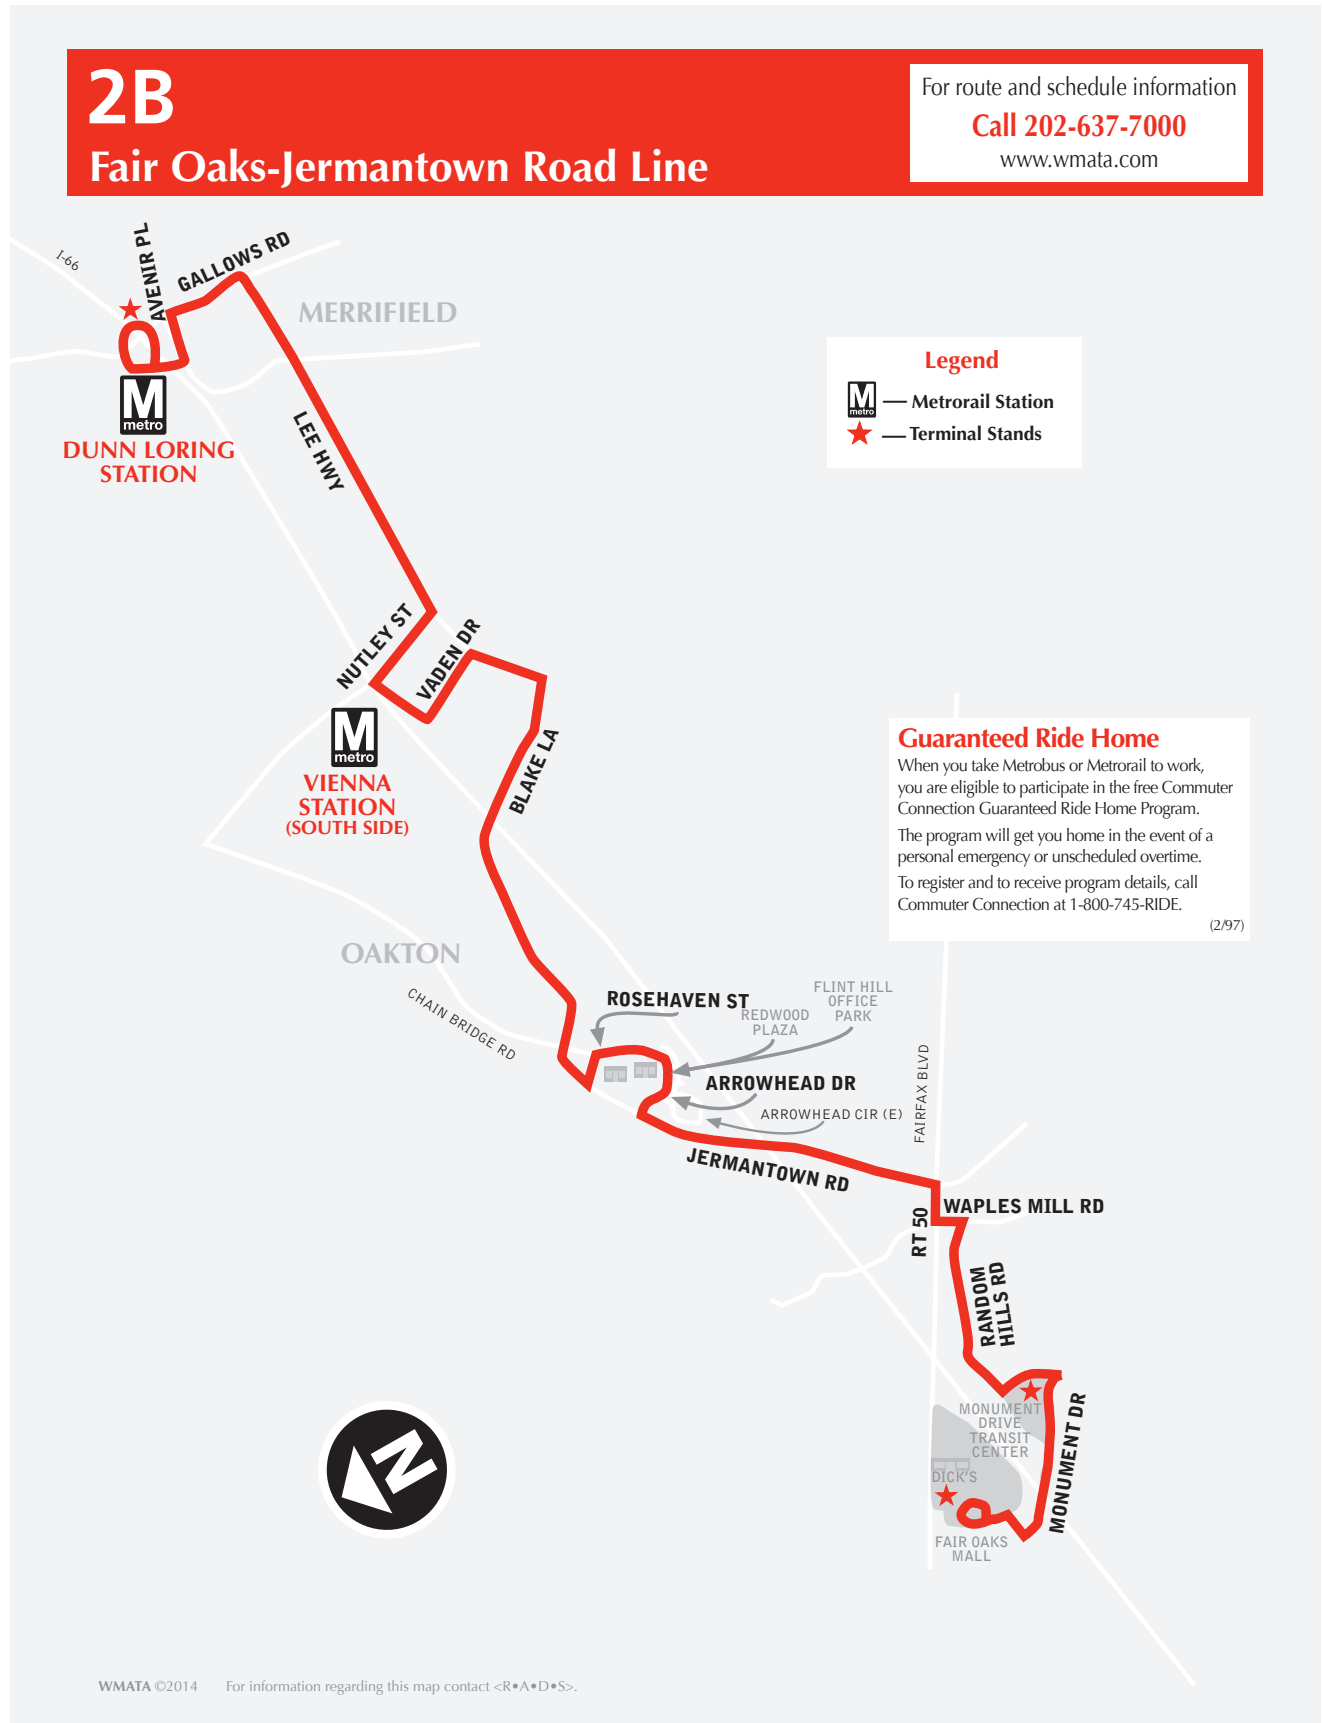 2B
Fair Oaks-Jermantown Road Line
For route and schedule information
Call 202-637-7000
www.wmata.com
I-66
AVENIR PL
GALLOWS RD
MERRIFIELD
M
metro
DUNN LORING
STATION
LEE HWY
Legend
M
metro
— Metrorail Station
— Terminal Stands
NUTLEY ST
VADEN DR
M
metro
VIENNA
STATION
(SOUTH SIDE)
BLAKE LA
Guaranteed Ride Home
When you take Metrobus or Metrorail to work,
you are eligible to participate in the free Commuter
Connection Guaranteed Ride Home Program.
The program will get you home in the event of a
personal emergency or unscheduled overtime.
To register and to receive program details, call
Commuter Connection at 1-800-745-RIDE.
(2/97)
OAKTON
CHAIN BRIDGE RD
ROSEHAVEN ST
REDWOOD
PLAZA
FLINT HILL
OFFICE
PARK
ARROWHEAD DR
ARROWHEAD CIR (E)
FAIRFAX BLVD
JERMANTOWN RD
RT 50
WAPLES MILL RD
RANDOM
HILLS RD
MONUMENT
DRIVE
TRANSIT
CENTER
MONUMENT DR
DICK'S
FAIR OAKS
MALL
N
WMATA ©2014 For information regarding this map contact <R•A•D•S>.